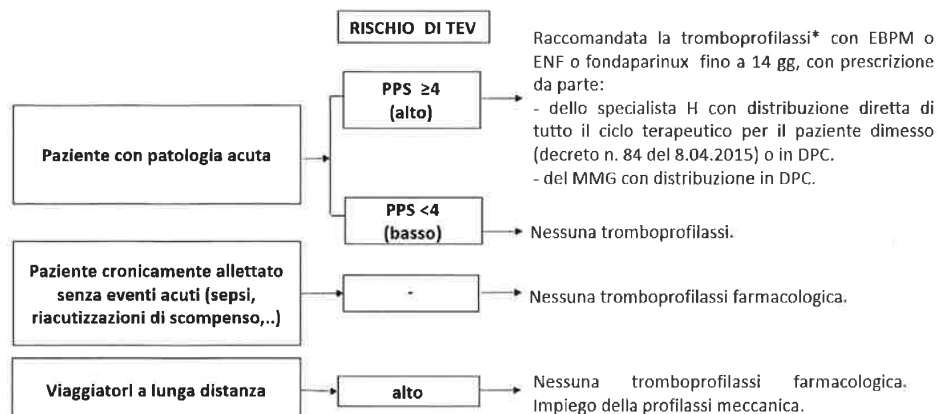 RISCHIO DI TEV
Paziente con patologia acuta
PPS ≥4
(alto)
Raccomandata la tromboprofilassi* con EBPM o
ENF o fondaparinux fino a 14 gg, con prescrizione
da parte:
- dello specialista H con distribuzione diretta di
tutto il ciclo terapeutico per il paziente dimesso
(decreto n. 84 del 8.04.2015) o in DPC.
- del MMG con distribuzione in DPC.
PPS <4
(basso)
Nessuna tromboprofilassi.
Paziente cronicamente allettato
senza eventi acuti (sepsi,
riacutizzazioni di scompenso,..)
-
Nessuna tromboprofilassi farmacologica.
Viaggiatori a lunga distanza
alto
Nessuna tromboprofilassi farmacologica.
Impiego della profilassi meccanica.